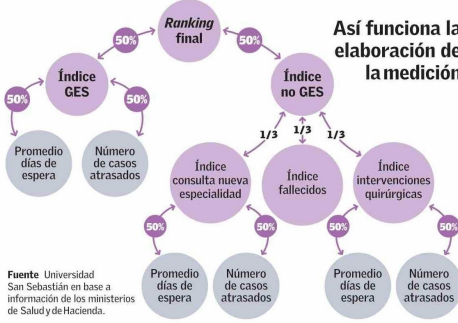 Así funciona la
elaboración de
la medición
Ranking
final
50%
50%
Índice
GES
Índice
no GES
50%
50%
1/3
1/3
1/3
Promedio
días de
espera
Número
de casos
atrasados
Índice
consulta nueva
especialidad
Índice
fallecidos
Índice
intervenciones
quirúrgicas
50%
50%
50%
50%
Promedio
días de
espera
Número
de casos
atrasados
Promedio
días de
espera
Número
de casos
atrasados
Fuente Universidad
San Sebastián en base a
información de los ministerios
de Salud y de Hacienda.